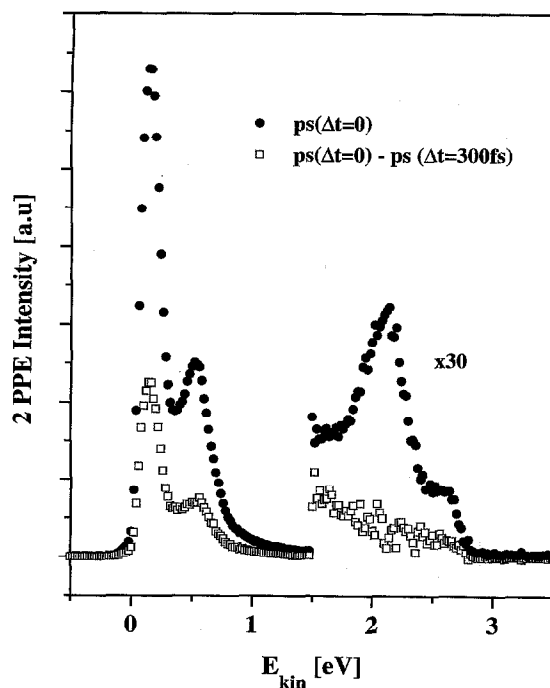 ps(Δt=0)
ps(Δt=0) - ps (Δt=300fs)
2 PPE Intensity [a.u]
x30
0
1
2
3
E_kin [eV]